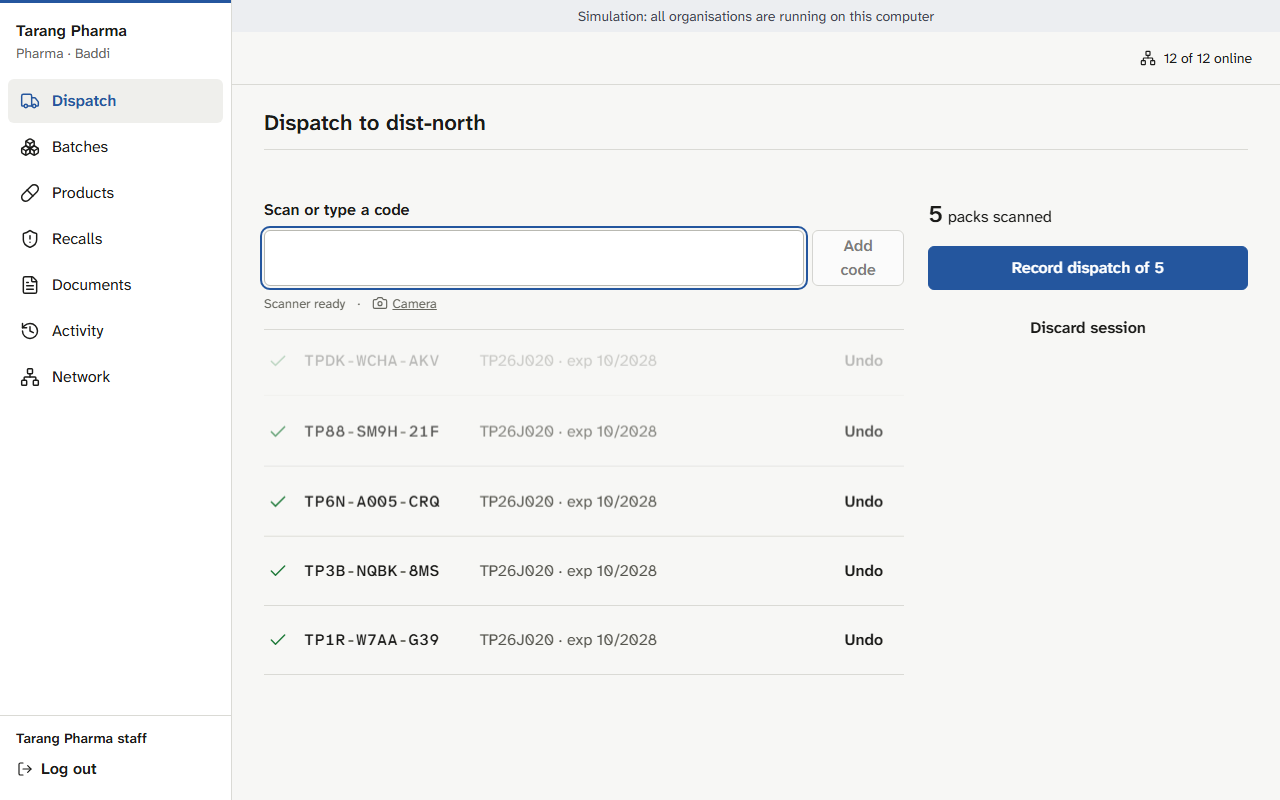 Simulation: all organisations are running on this computer
Tarang Pharma
Pharma · Baddi
12 of 12 online
Dispatch
Batches
Products
Recalls
Documents
Activity
Network
Dispatch to dist-north
Scan or type a code
Add code
Scanner ready · Camera
5 packs scanned
Record dispatch of 5
Discard session
TPDK-WCHA-AKV TP26J020 · exp 10/2028 Undo
TP88-SM9H-21F TP26J020 · exp 10/2028 Undo
TP6N-A005-CRQ TP26J020 · exp 10/2028 Undo
TP3B-NQBK-8MS TP26J020 · exp 10/2028 Undo
TP1R-W7AA-G39 TP26J020 · exp 10/2028 Undo
Tarang Pharma staff
Log out